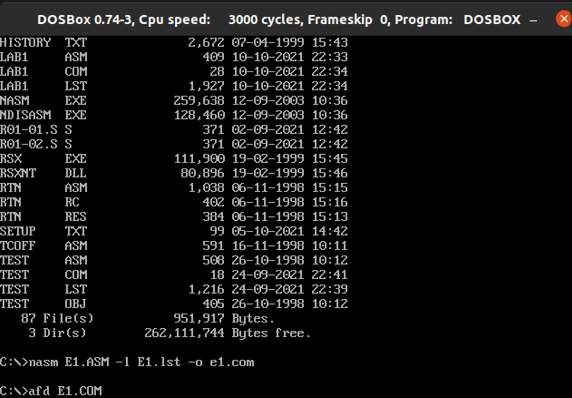 DOSBox 0.74-3, Cpu speed: 3000 cycles, Frameskip 0, Program: DOSBOX
HISTORY TXT 2,672 07-04-1999 15:43
LAB1 ASM 409 10-10-2021 22:33
LAB1 COM 28 10-10-2021 22:34
LAB1 LST 1,927 10-10-2021 22:34
NASM EXE 259,638 12-09-2003 10:36
NDISASM EXE 128,460 12-09-2003 10:36
R01-01.S S 371 02-09-2021 12:42
R01-02.S S 371 02-09-2021 12:42
RSX EXE 111,900 19-02-1999 15:45
RSXNT DLL 80,896 19-02-1999 15:46
RTN ASM 1,038 06-11-1998 15:15
RTN RC 402 06-11-1998 15:16
RTN RES 384 06-11-1998 15:13
SETUP TXT 99 05-10-2021 14:42
TCOFF ASM 591 16-11-1998 10:11
TEST ASM 508 26-10-1998 10:12
TEST COM 18 24-09-2021 22:41
TEST LST 1,216 24-09-2021 22:39
TEST OBJ 405 26-10-1998 10:12
87 File(s) 951,917 Bytes.
3 Dir(s) 262,111,744 Bytes free.
C:\>nasm E1.ASM -l E1.lst -o e1.com
C:\>afd E1.COM